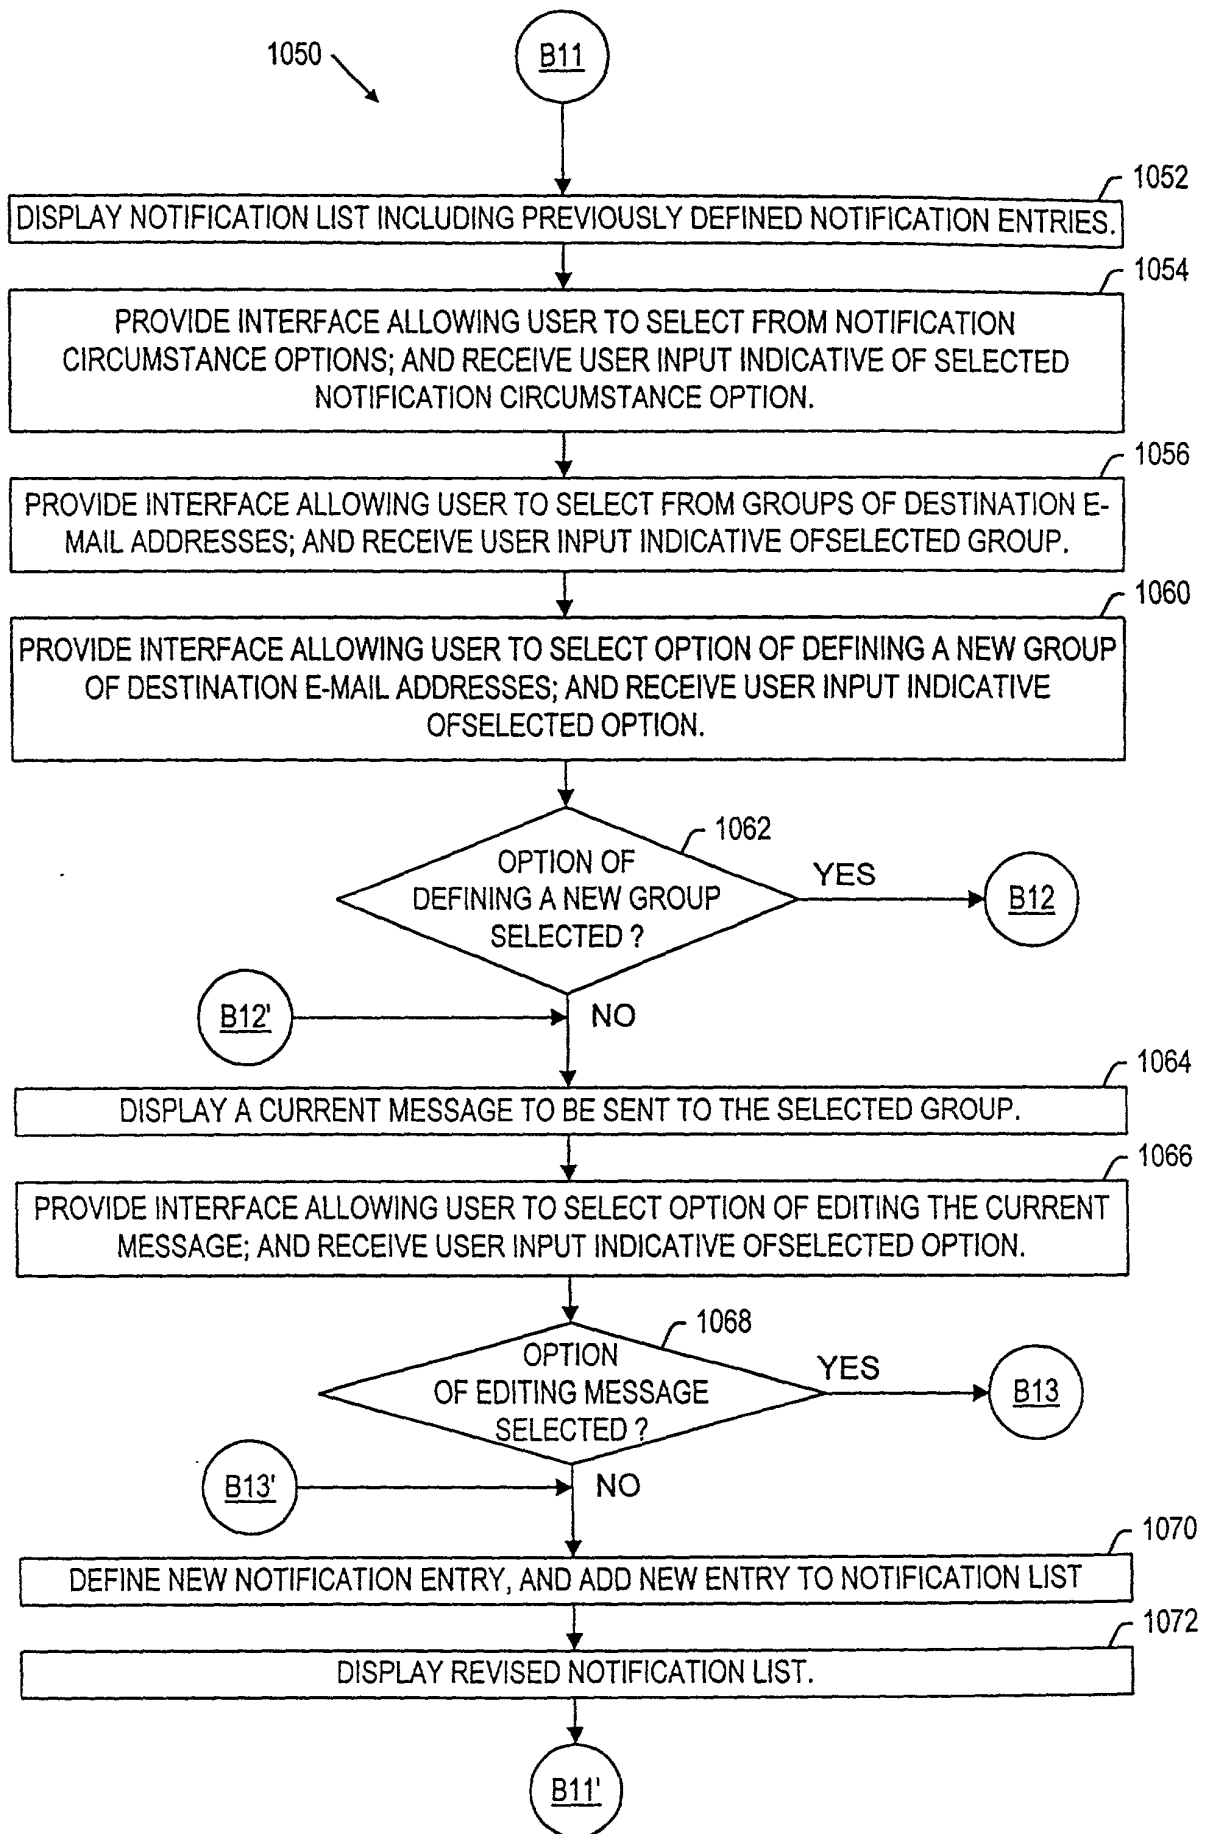 1050
B11
1052
DISPLAY NOTIFICATION LIST INCLUDING PREVIOUSLY DEFINED NOTIFICATION ENTRIES.
1054
PROVIDE INTERFACE ALLOWING USER TO SELECT FROM NOTIFICATION
CIRCUMSTANCE OPTIONS; AND RECEIVE USER INPUT INDICATIVE OF SELECTED
NOTIFICATION CIRCUMSTANCE OPTION.
1056
PROVIDE INTERFACE ALLOWING USER TO SELECT FROM GROUPS OF DESTINATION E-
MAIL ADDRESSES; AND RECEIVE USER INPUT INDICATIVE OFSELECTED GROUP.
1060
PROVIDE INTERFACE ALLOWING USER TO SELECT OPTION OF DEFINING A NEW GROUP
OF DESTINATION E-MAIL ADDRESSES; AND RECEIVE USER INPUT INDICATIVE
OFSELECTED OPTION.
1062
OPTION OF
DEFINING A NEW GROUP
SELECTED ?
YES
B12
B12'
NO
1064
DISPLAY A CURRENT MESSAGE TO BE SENT TO THE SELECTED GROUP.
1066
PROVIDE INTERFACE ALLOWING USER TO SELECT OPTION OF EDITING THE CURRENT
MESSAGE; AND RECEIVE USER INPUT INDICATIVE OFSELECTED OPTION.
1068
OPTION
OF EDITING MESSAGE
SELECTED ?
YES
B13
B13'
NO
1070
DEFINE NEW NOTIFICATION ENTRY, AND ADD NEW ENTRY TO NOTIFICATION LIST
1072
DISPLAY REVISED NOTIFICATION LIST.
B11'